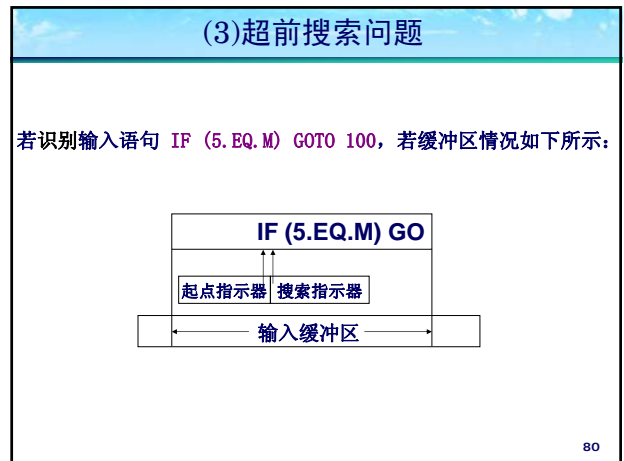 (3)超前搜索问题
若识别输入语句 IF (5.EQ.M) GOTO 100，若缓冲区情况如下所示：
IF (5.EQ.M) GO
起点指示器 搜索指示器
输入缓冲区
80